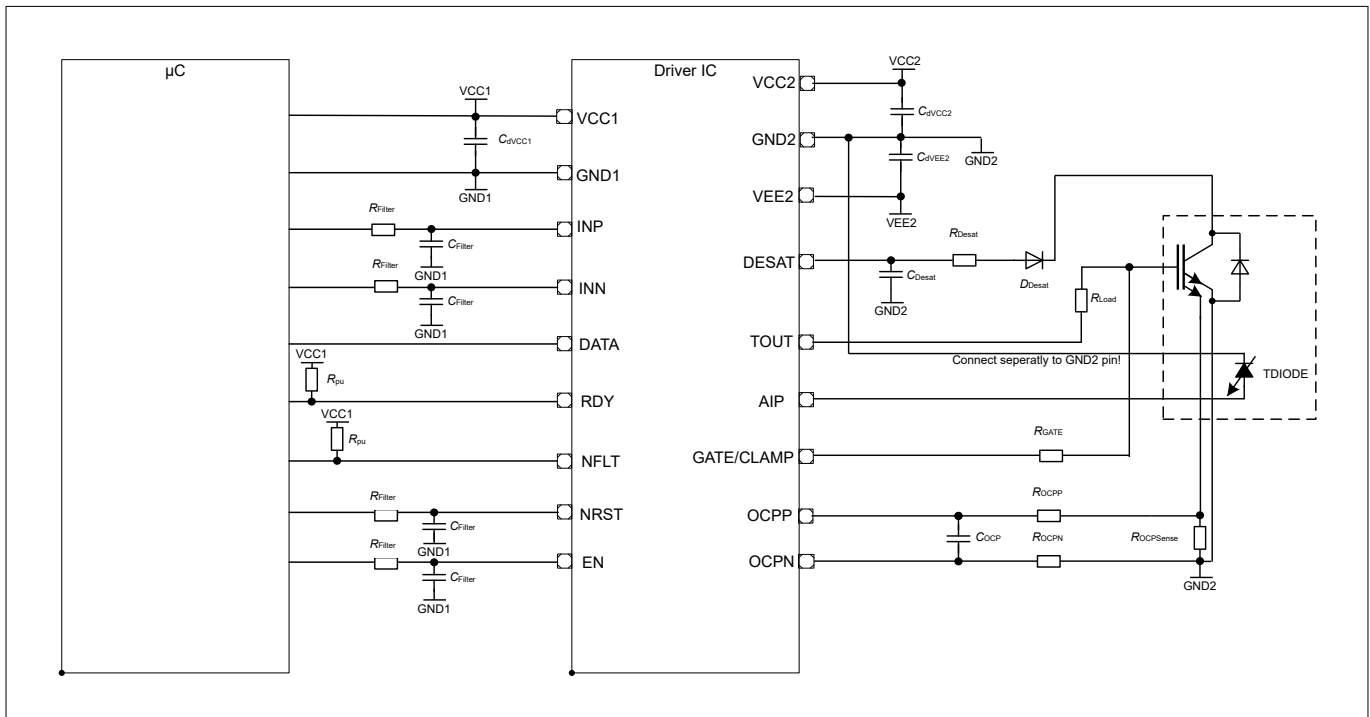 µC
Driver IC
VCC1
CdVCC1
GND1
VCC1
GND1
RFilter
CFilter
GND1
INP
RFilter
CFilter
GND1
INN
DATA
VCC1
Rpu
RDY
VCC1
Rpu
NFLT
RFilter
CFilter
GND1
NRST
RFilter
CFilter
GND1
EN
VCC2
VCC2
CdVCC2
GND2
GND2
CdVEE2
VEE2
VEE2
DESAT
RDesat
CDesat
GND2
DDesat
RLoad
TOUT
Connect seperatly to GND2 pin!
TDIODE
AIP
RGATE
GATE/CLAMP
ROCPP
OCPP
COCP
ROCPN
ROCPSense
OCPN
GND2